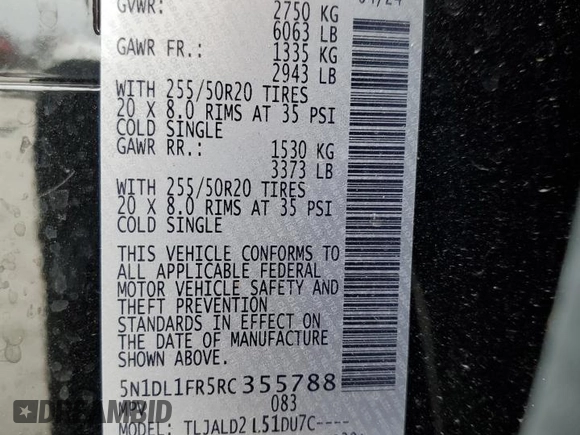 GVWR: 2750 KG
6063 LB
GAWR FR.: 1335 KG
2943 LB
WITH 255/50R20 TIRES
20 X 8.0 RIMS AT 35 PSI
COLD SINGLE
GAWR RR.: 1530 KG
3373 LB
WITH 255/50R20 TIRES
20 X 8.0 RIMS AT 35 PSI
COLD SINGLE
THIS VEHICLE CONFORMS TO
ALL APPLICABLE FEDERAL
MOTOR VEHICLE SAFETY AND
THEFT PREVENTION
STANDARDS IN EFFECT ON
THE DATE OF MANUFACTURE
SHOWN ABOVE.
5N1DL1FR5RC355788
MPV 083
MODEL: TLJALD2L51DU7C----
DREAMBID